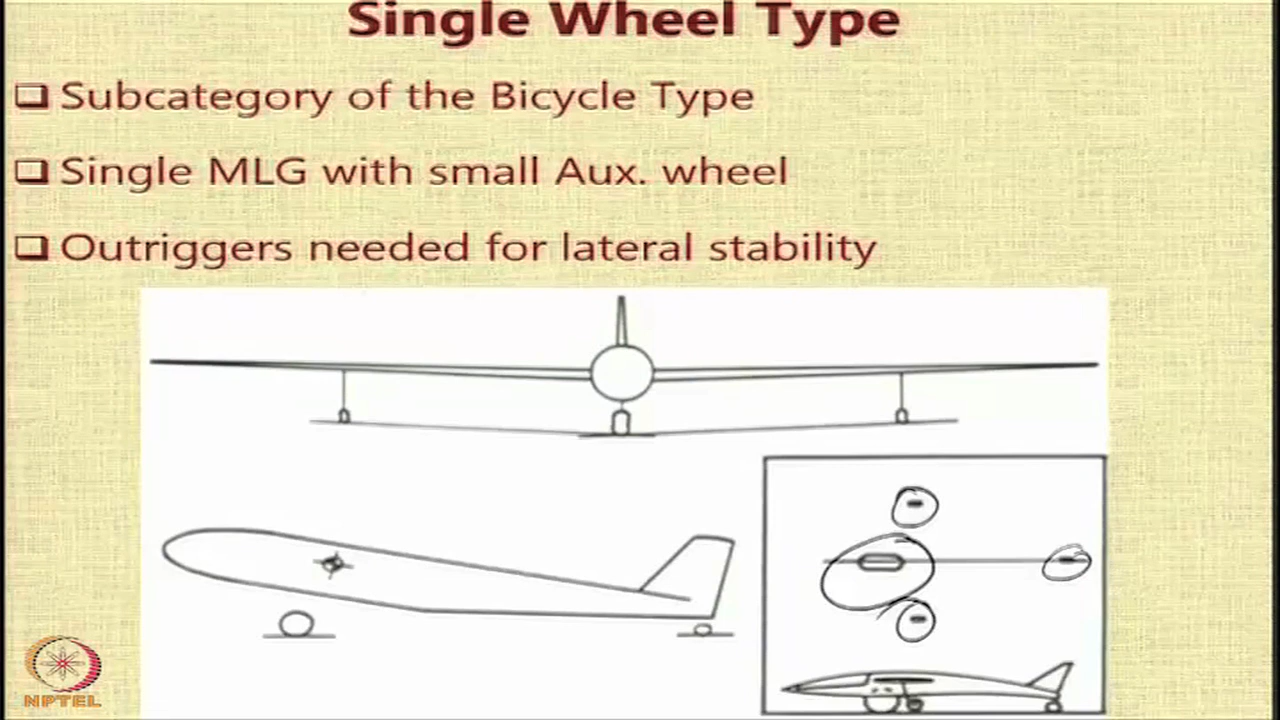 Single Wheel Type
Subcategory of the Bicycle Type
Single MLG with small Aux. wheel
Outriggers needed for lateral stability
NPTEL